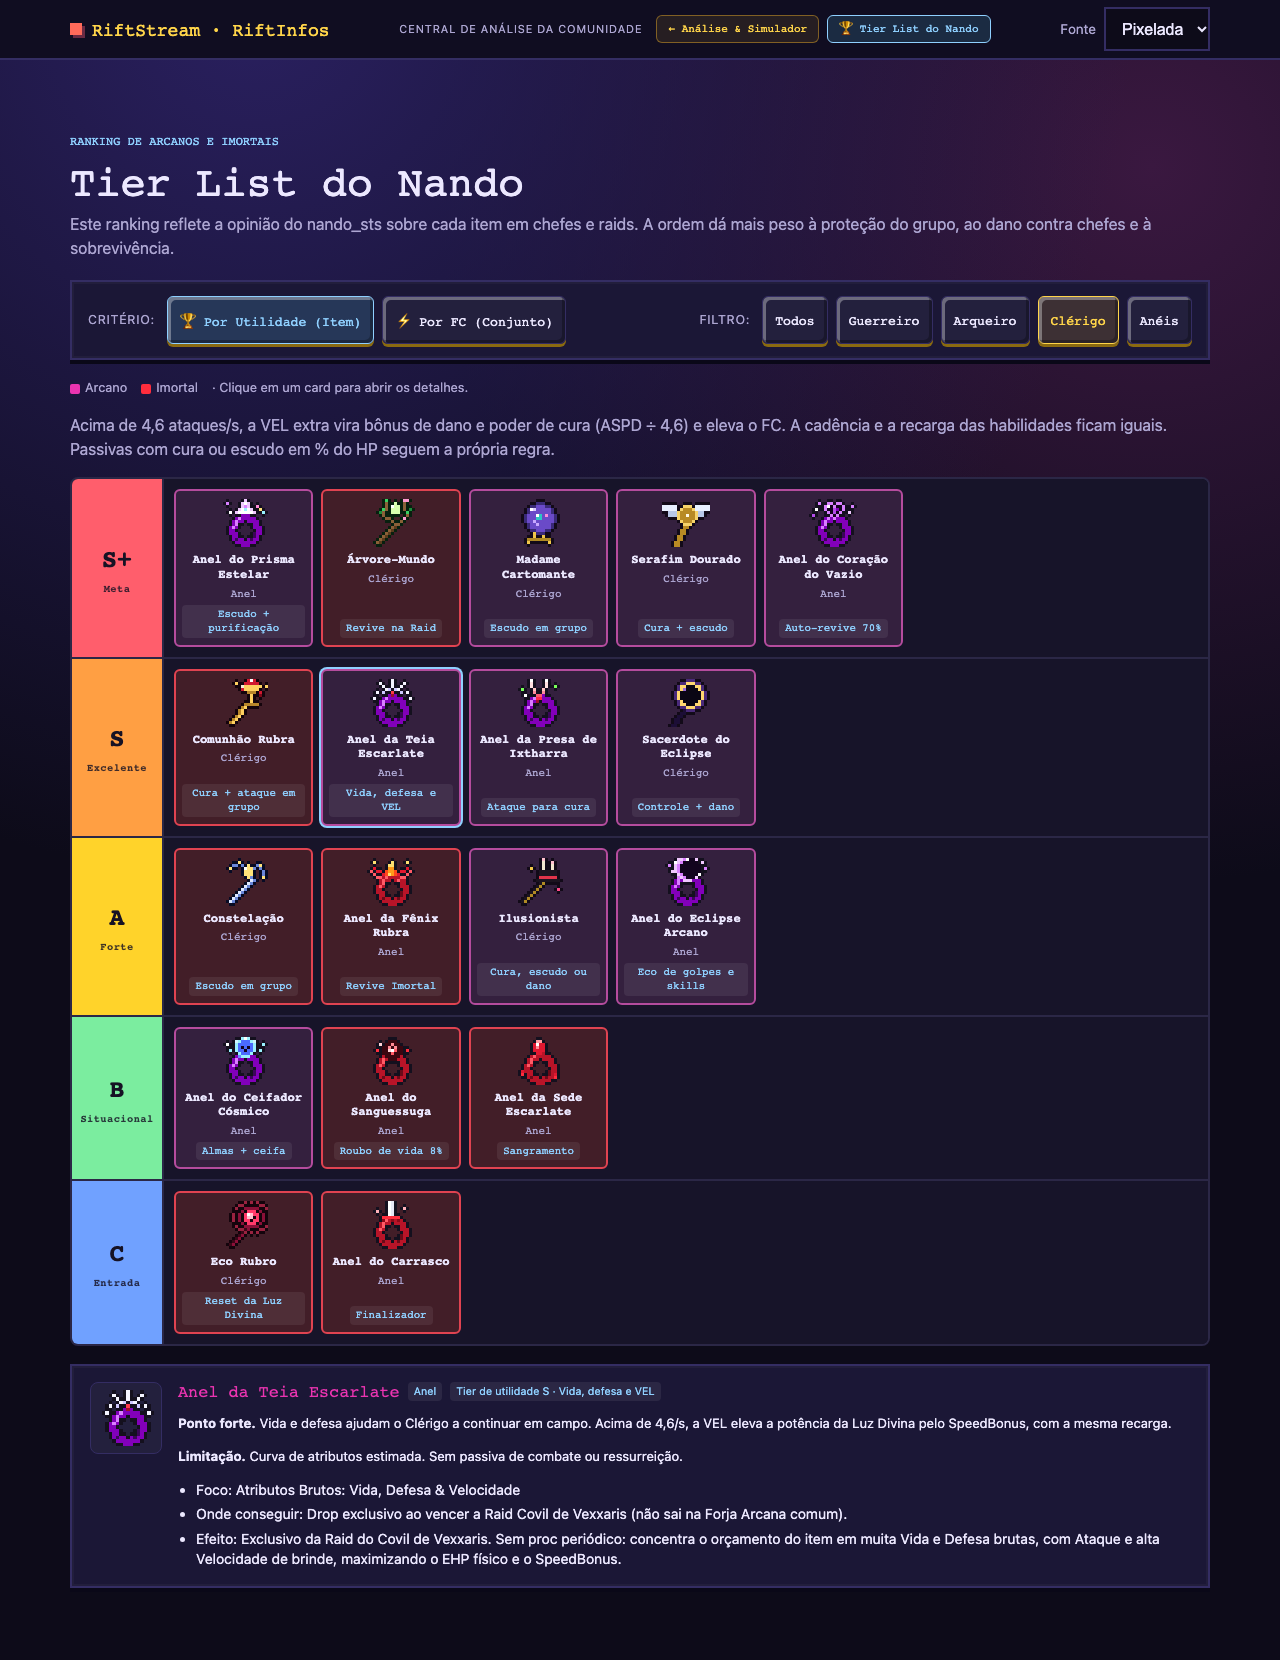 RiftStream • RiftInfos
CENTRAL DE ANÁLISE DA COMUNIDADE
← Análise & Simulador
🏆 Tier List do Nando
Fonte
Pixelada
RANKING DE ARCANOS E IMORTAIS
Tier List do Nando
Este ranking reflete a opinião do nando_sts sobre cada item em chefes e raids. A ordem dá mais peso à proteção do grupo, ao dano contra chefes e à
sobrevivência.
CRITÉRIO:
🏆 Por Utilidade (Item)
⚡ Por FC (Conjunto)
FILTRO:
Todos
Guerreiro
Arqueiro
Clérigo
Anéis
Arcano
Imortal
· Clique em um card para abrir os detalhes.
Acima de 4,6 ataques/s, a VEL extra vira bônus de dano e poder de cura (ASPD ÷ 4,6) e eleva o FC. A cadência e a recarga das habilidades ficam iguais.
Passivas com cura ou escudo em % do HP seguem a própria regra.
S+
Meta
Anel do Prisma
Estelar
Anel
Escudo +
purificação
Árvore-Mundo
Clérigo
Revive na Raid
Madame
Cartomante
Clérigo
Escudo em grupo
Serafim Dourado
Clérigo
Cura + escudo
Anel do Coração
do Vazio
Anel
Auto-revive 70%
S
Excelente
Comunhão Rubra
Clérigo
Cura + ataque em
grupo
Anel da Teia
Escarlate
Anel
Vida, defesa e
VEL
Anel da Presa de
Ixtharra
Anel
Ataque para cura
Sacerdote do
Eclipse
Clérigo
Controle + dano
A
Forte
Constelação
Clérigo
Escudo em grupo
Anel da Fênix
Rubra
Anel
Revive Imortal
Ilusionista
Clérigo
Cura, escudo ou
dano
Anel do Eclipse
Arcano
Anel
Eco de golpes e
skills
B
Situacional
Anel do Ceifador
Cósmico
Anel
Almas + ceifa
Anel do
Sanguessuga
Anel
Roubo de vida 8%
Anel da Sede
Escarlate
Anel
Sangramento
C
Entrada
Eco Rubro
Clérigo
Reset da Luz
Divina
Anel do Carrasco
Anel
Finalizador
Anel da Teia Escarlate
Anel
Tier de utilidade S · Vida, defesa e VEL
Ponto forte. Vida e defesa ajudam o Clérigo a continuar em campo. Acima de 4,6/s, a VEL eleva a potência da Luz Divina pelo SpeedBonus, com a mesma recarga.
Limitação. Curva de atributos estimada. Sem passiva de combate ou ressurreição.
• Foco: Atributos Brutos: Vida, Defesa & Velocidade
• Onde conseguir: Drop exclusivo ao vencer a Raid Covil de Vexxaris (não sai na Forja Arcana comum).
• Efeito: Exclusivo da Raid do Covil de Vexxaris. Sem proc periódico: concentra o orçamento do item em muita Vida e Defesa brutas, com Ataque e alta
Velocidade de brinde, maximizando o EHP físico e o SpeedBonus.